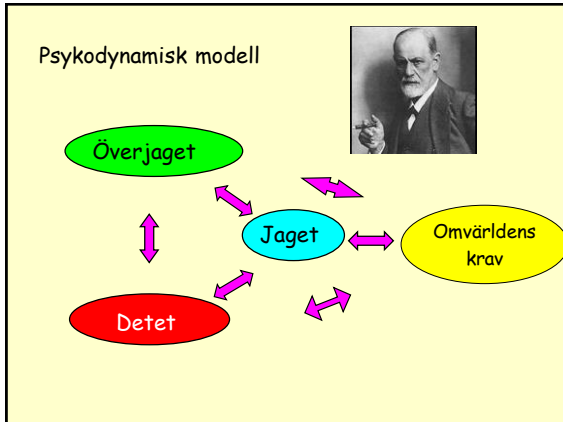 Psykodynamisk modell
Överjaget
Jaget
Omvärldens
krav
Detet